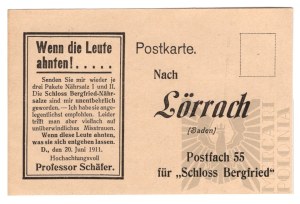 Wenn die Leute
ahnten! . . . . .
Senden Sie mir wieder je
drei Pakete Nährsalz I und II.
Die Schloss Bergfried-Nähr-
salze sind mir unentbehrlich
geworden, — Ich habe sie ange-
legentlichst empfohlen. Leider
trifft man aber vielfach auf
unüberwindliches Misstrauen.
Wenn diese Leute ahnten,
was sie sich entgehen lassen.
D., den 20. Juni 1911.
Hochachtungsvoll
Professor Schäfer.
Postkarte.
Nach
Lörrach
(Baden)
Postfach 55
für „Schloss Bergfried"